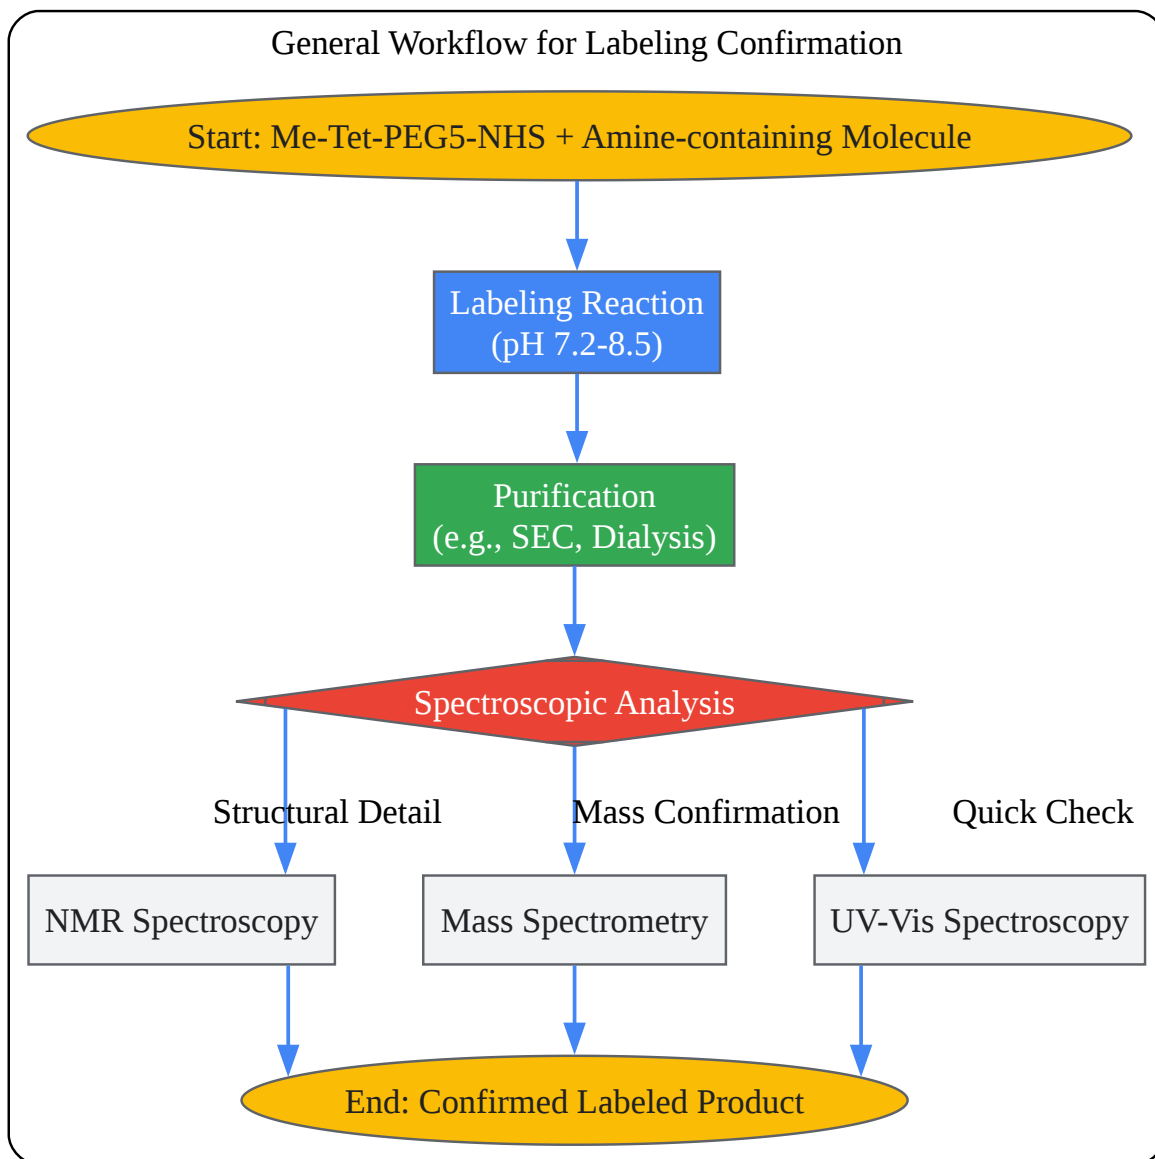 General Workflow for Labeling Confirmation
Start: Me-Tet-PEG5-NHS + Amine-containing Molecule
Labeling Reaction
(pH 7.2-8.5)
Purification
(e.g., SEC, Dialysis)
Spectroscopic Analysis
Structural Detail
Mass Confirmation
Quick Check
NMR Spectroscopy
Mass Spectrometry
UV-Vis Spectroscopy
End: Confirmed Labeled Product